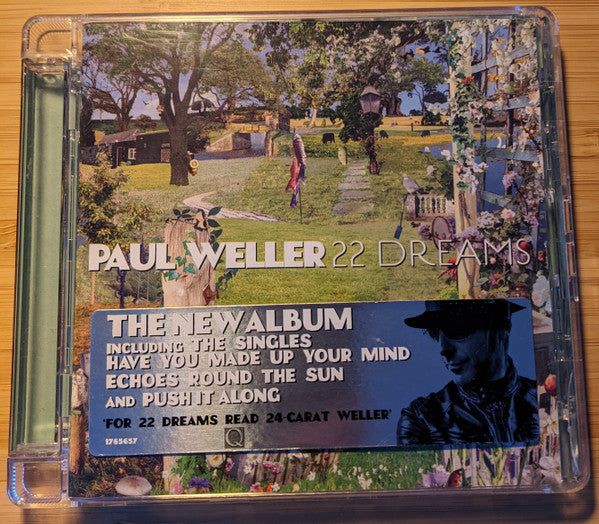 PAUL WELLER 22 DREAMS
THE NEW ALBUM
INCLUDING THE SINGLES
HAVE YOU MADE UP YOUR MIND
ECHOES ROUND THE SUN
AND PUSH IT ALONG
'FOR 22 DREAMS READ 24-CARAT WELLER'
1765657
Q